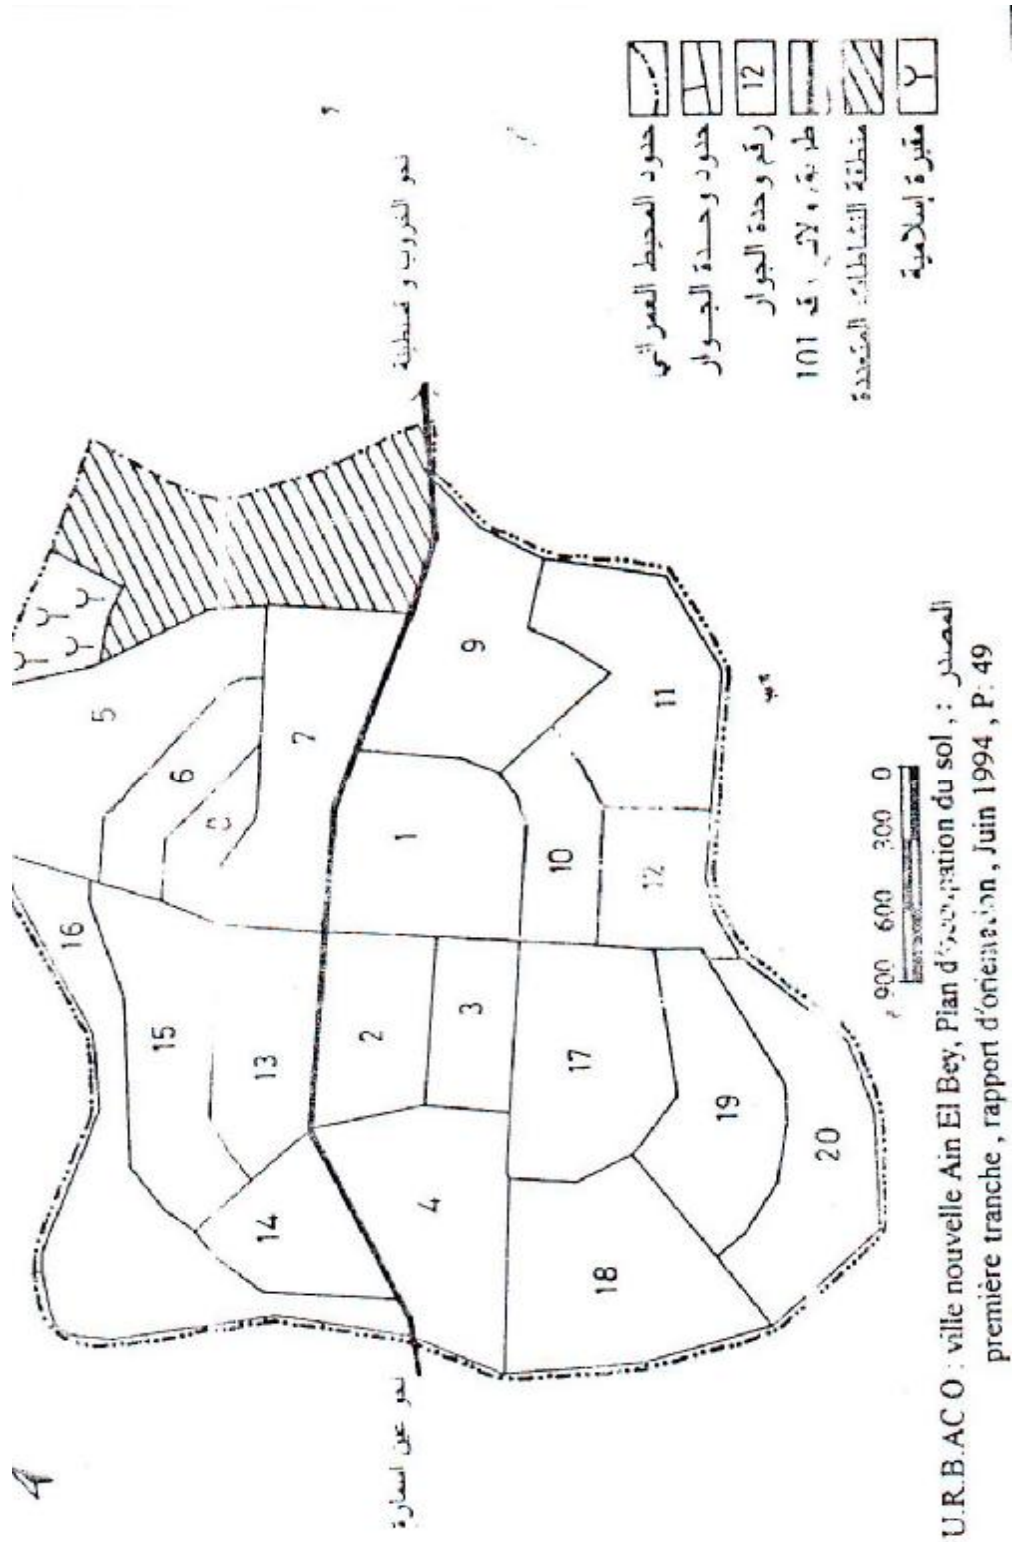 نحو الخروب و قسنطينة
نحو عين اسمارة
5
6
7
9
1
11
10
12
16
15
13
2
3
14
4
17
18
19
20
حدود المحيط العمراني
حدود وحدة الجوار
12
رقم وحدة الجوار
101
منطقة النشاطات المتعددة
مقبرة إسلامية
900 600 300 0
U.R.B.AC O : ville nouvelle Ain El Bey, Plan d'occupation du sol , : المصدر
première tranche , rapport d'orientation , Juin 1994 , P: 49